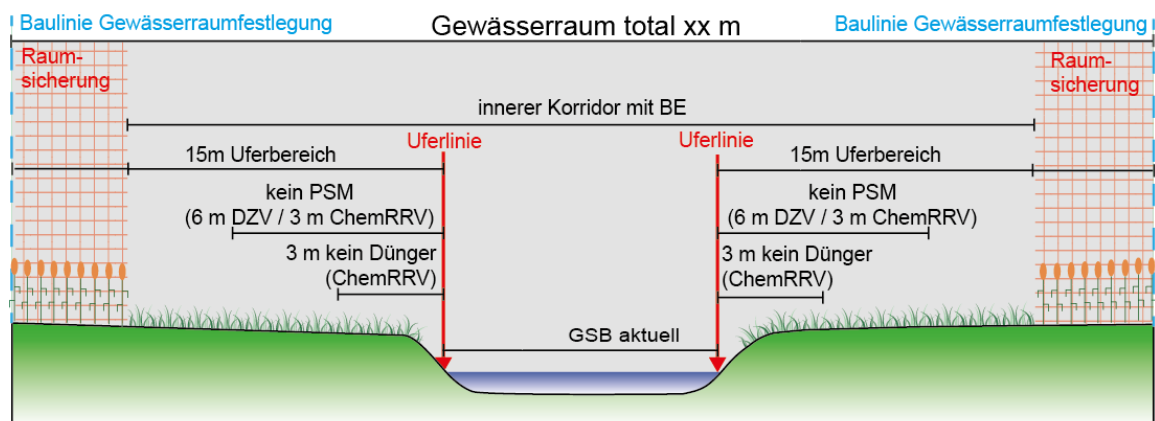 Baulinie Gewässerraumfestlegung
Gewässerraum total xx m
Baulinie Gewässerraumfestlegung
Raum-
sicherung
Raum-
sicherung
innerer Korridor mit BE
Uferlinie
Uferlinie
15m Uferbereich
15m Uferbereich
kein PSM
(6 m DZV / 3 m ChemRRV)
kein PSM
(6 m DZV / 3 m ChemRRV)
3 m kein Dünger
(ChemRRV)
3 m kein Dünger
(ChemRRV)
GSB aktuell